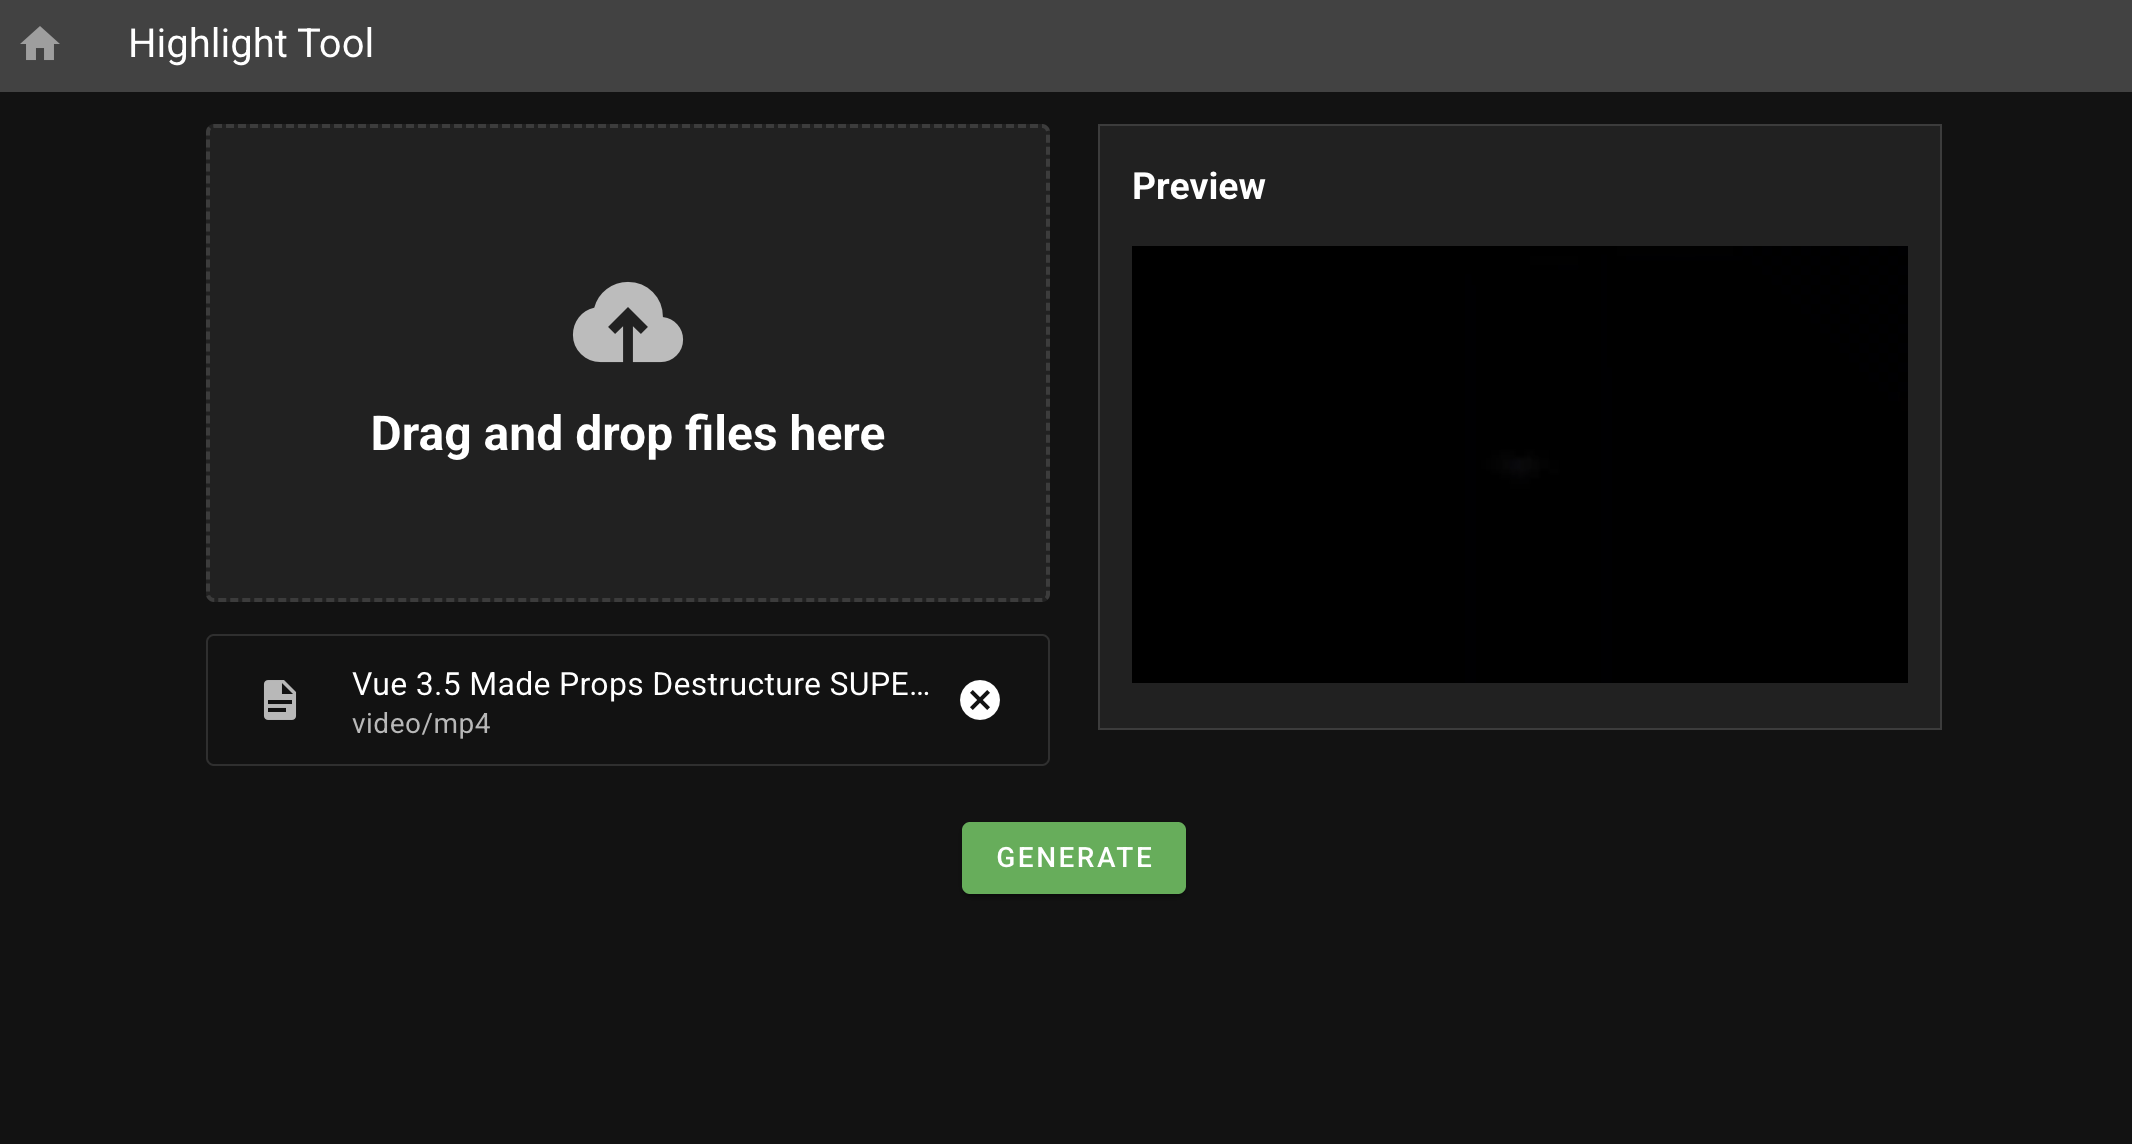 Highlight Tool
Drag and drop files here
Vue 3.5 Made Props Destructure SUPE...
video/mp4
Preview
GENERATE